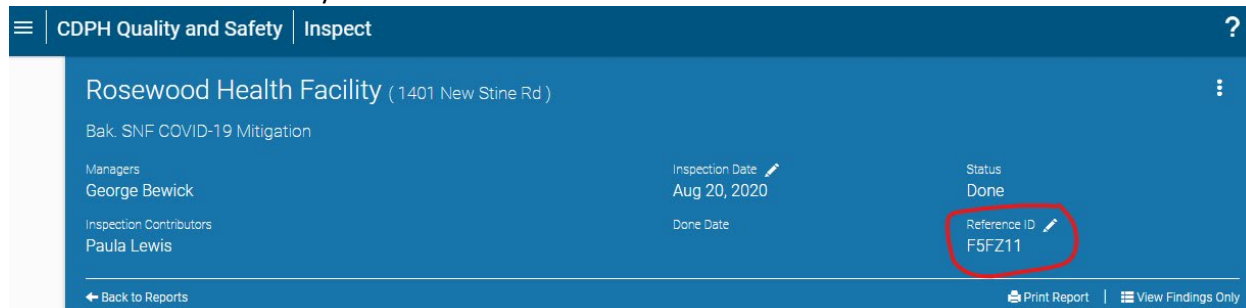 CDPH Quality and Safety | Inspect ?
Rosewood Health Facility ( 1401 New Stine Rd )
Bak. SNF COVID-19 Mitigation
Managers Inspection Date Status
George Bewick Aug 20, 2020 Done
Inspection Contributors Done Date Reference ID
Paula Lewis F5FZ11
Back to Reports Print Report | View Findings Only